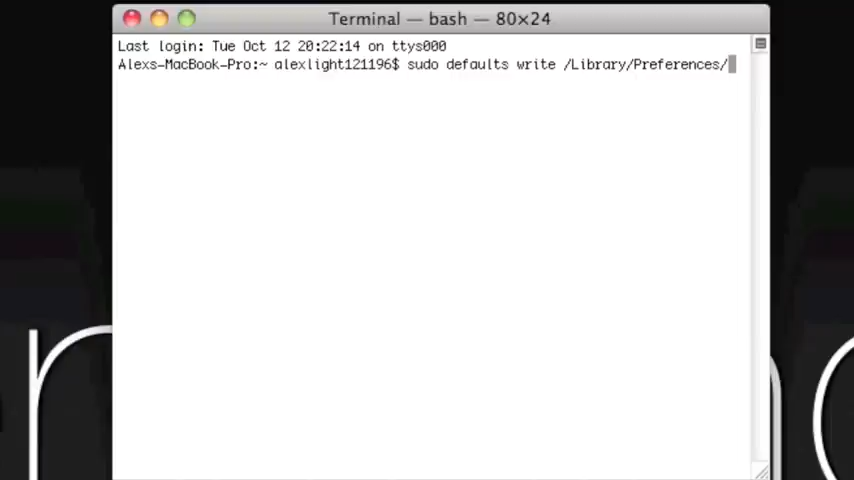 Terminal — bash — 80×24
Last login: Tue Oct 12 20:22:14 on ttys000
Alexs-MacBook-Pro:~ alexlight121196$ sudo defaults write /Library/Preferences/